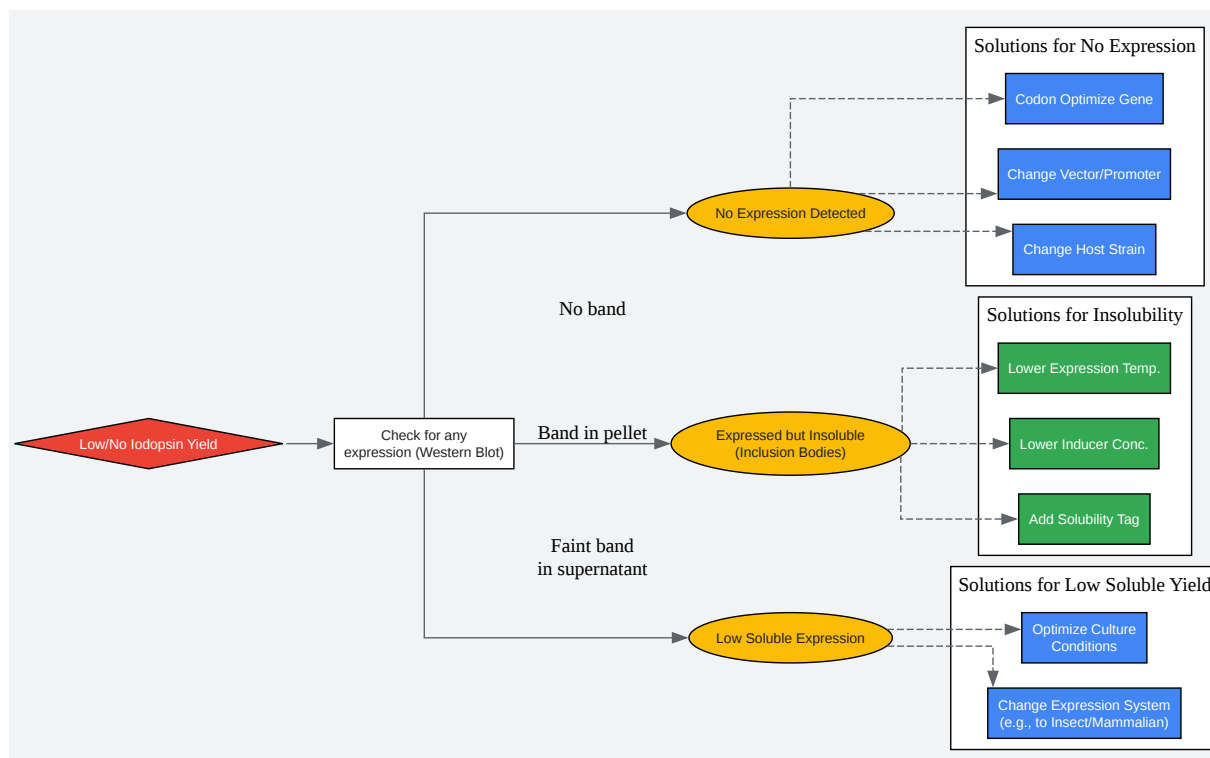 Solutions for No Expression
Codon Optimize Gene
Change Vector/Promoter
No Expression Detected
Change Host Strain
No band
Solutions for Insolubility
Lower Expression Temp.
Low/No Iodopsin Yield
Check for any
expression (Western Blot)
Band in pellet
Expressed but Insoluble
(Inclusion Bodies)
Lower Inducer Conc.
Add Solubility Tag
Faint band
in supernatant
Solutions for Low Soluble Yield
Low Soluble Expression
Optimize Culture
Conditions
Change Expression System
(e.g., to Insect/Mammalian)